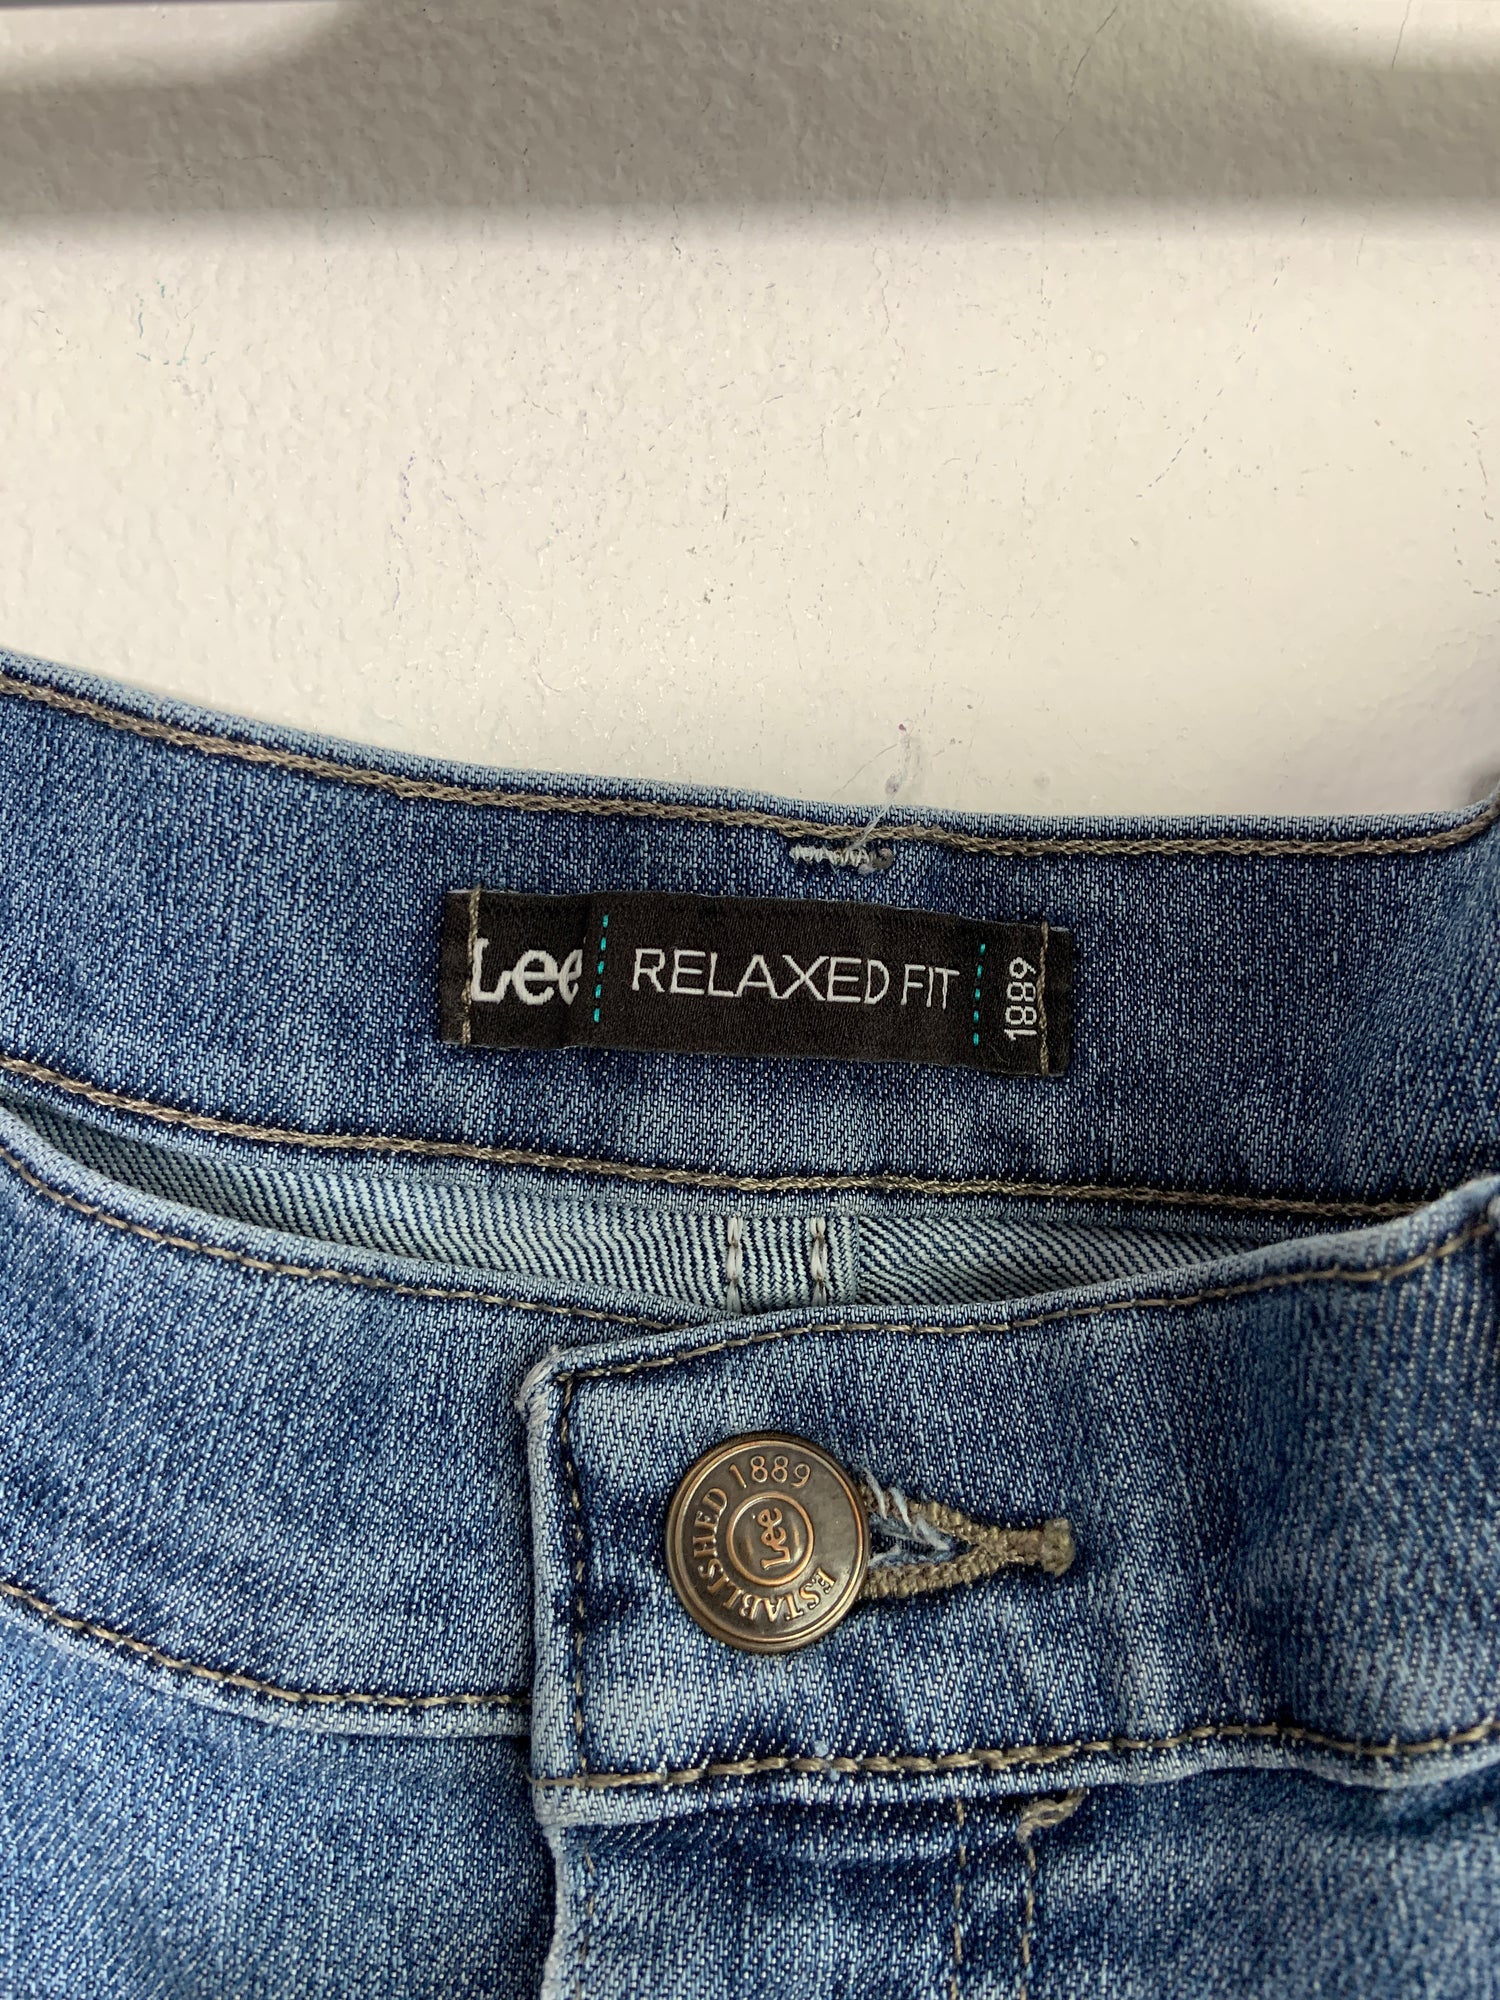 Lee RELAXED FIT 1889
ESTABLISHED 1889
Lee